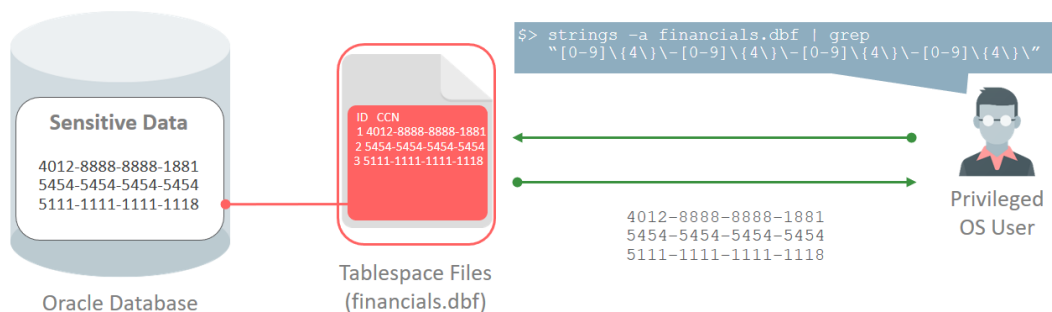 Sensitive Data
4012-8888-8888-1881
5454-5454-5454-5454
5111-1111-1111-1118
Oracle Database
ID CCN
1 4012-8888-8888-1881
2 5454-5454-5454-5454
3 5111-1111-1111-1118
Tablespace Files
(financials.dbf)
$> strings –a financials.dbf | grep
“[0-9]\{4\}\-[0-9]\{4\}\-[0-9]\{4\}\-[0-9]\{4\}\”
4012-8888-8888-1881
5454-5454-5454-5454
5111-1111-1111-1118
Privileged
OS User